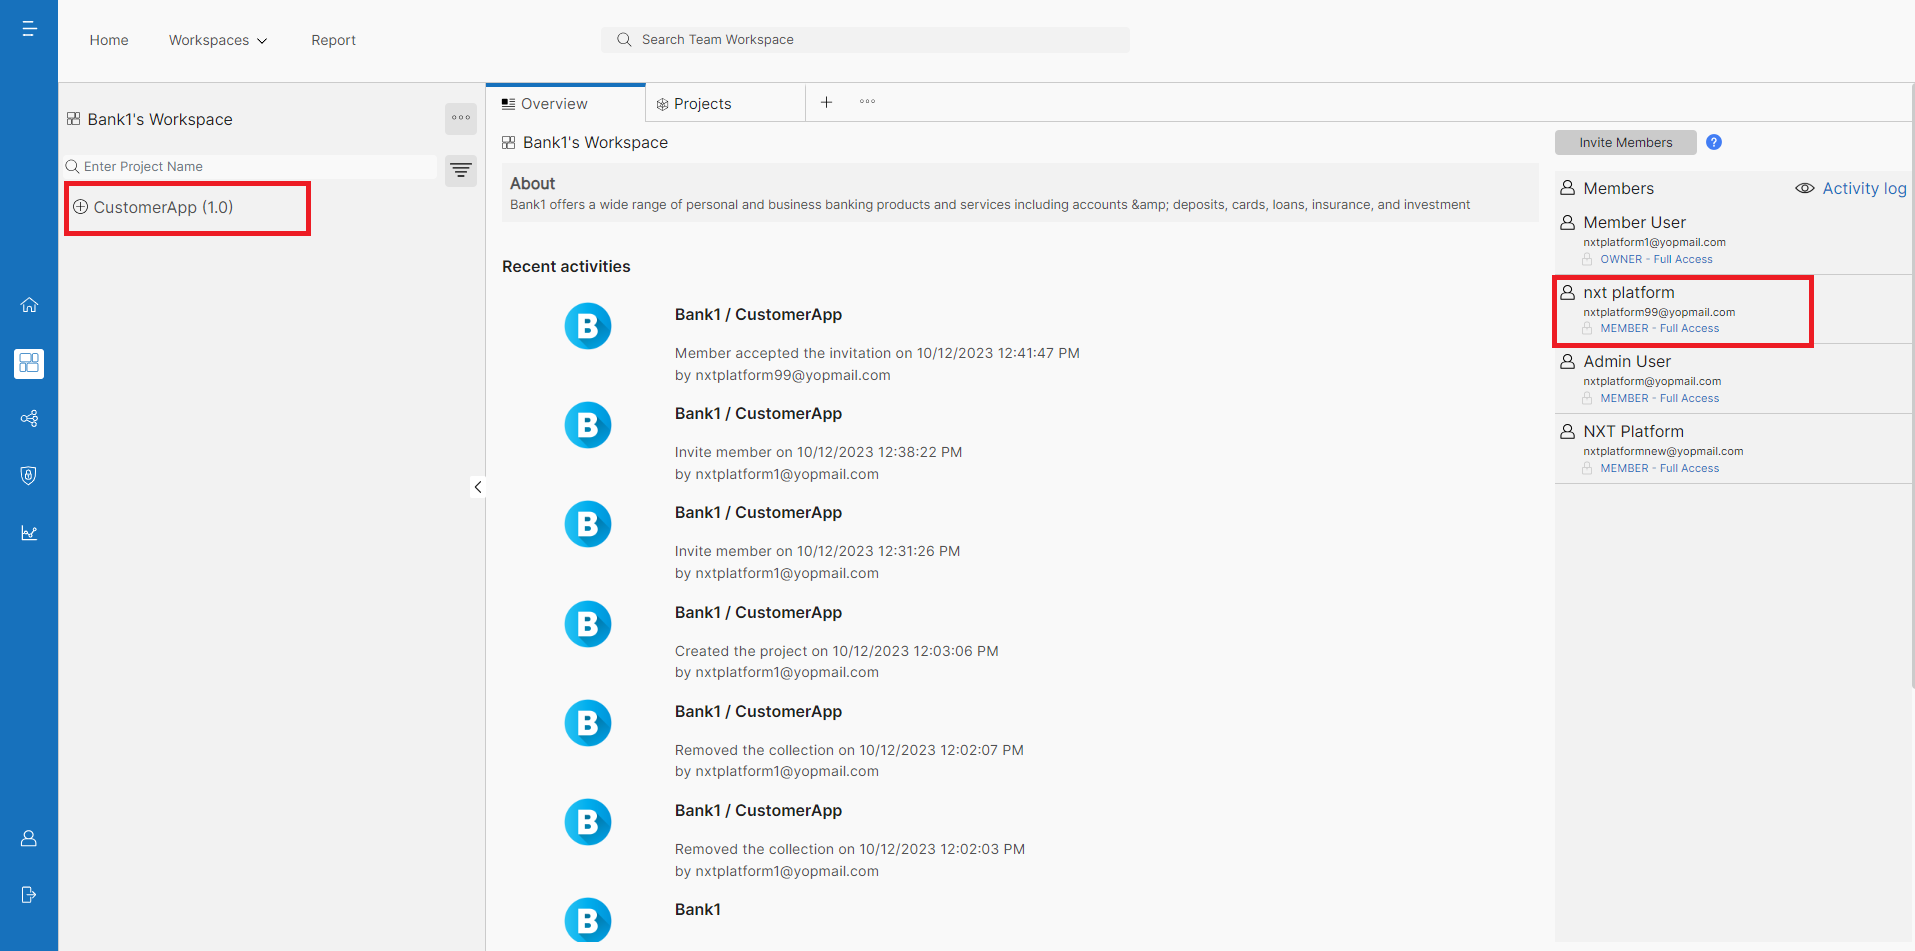 Home
Workspaces
Report
Search Team Workspace
Bank1's Workspace
Enter Project Name
CustomerApp (1.0)
Overview
Projects
Bank1's Workspace
About
Bank1 offers a wide range of personal and business banking products and services including accounts &amp; deposits, cards, loans, insurance, and investment
Recent activities
B
Bank1 / CustomerApp
Member accepted the invitation on 10/12/2023 12:41:47 PM
by nxtplatform99@yopmail.com
B
Bank1 / CustomerApp
Invite member on 10/12/2023 12:38:22 PM
by nxtplatform1@yopmail.com
B
Bank1 / CustomerApp
Invite member on 10/12/2023 12:31:26 PM
by nxtplatform1@yopmail.com
B
Bank1 / CustomerApp
Created the project on 10/12/2023 12:03:06 PM
by nxtplatform1@yopmail.com
B
Bank1 / CustomerApp
Removed the collection on 10/12/2023 12:02:07 PM
by nxtplatform1@yopmail.com
B
Bank1 / CustomerApp
Removed the collection on 10/12/2023 12:02:03 PM
by nxtplatform1@yopmail.com
B
Bank1
Invite Members
?
Members
Activity log
Member User
nxtplatform1@yopmail.com
OWNER - Full Access
nxt platform
nxtplatform99@yopmail.com
MEMBER - Full Access
Admin User
nxtplatform@yopmail.com
MEMBER - Full Access
NXT Platform
nxtplatformnew@yopmail.com
MEMBER - Full Access